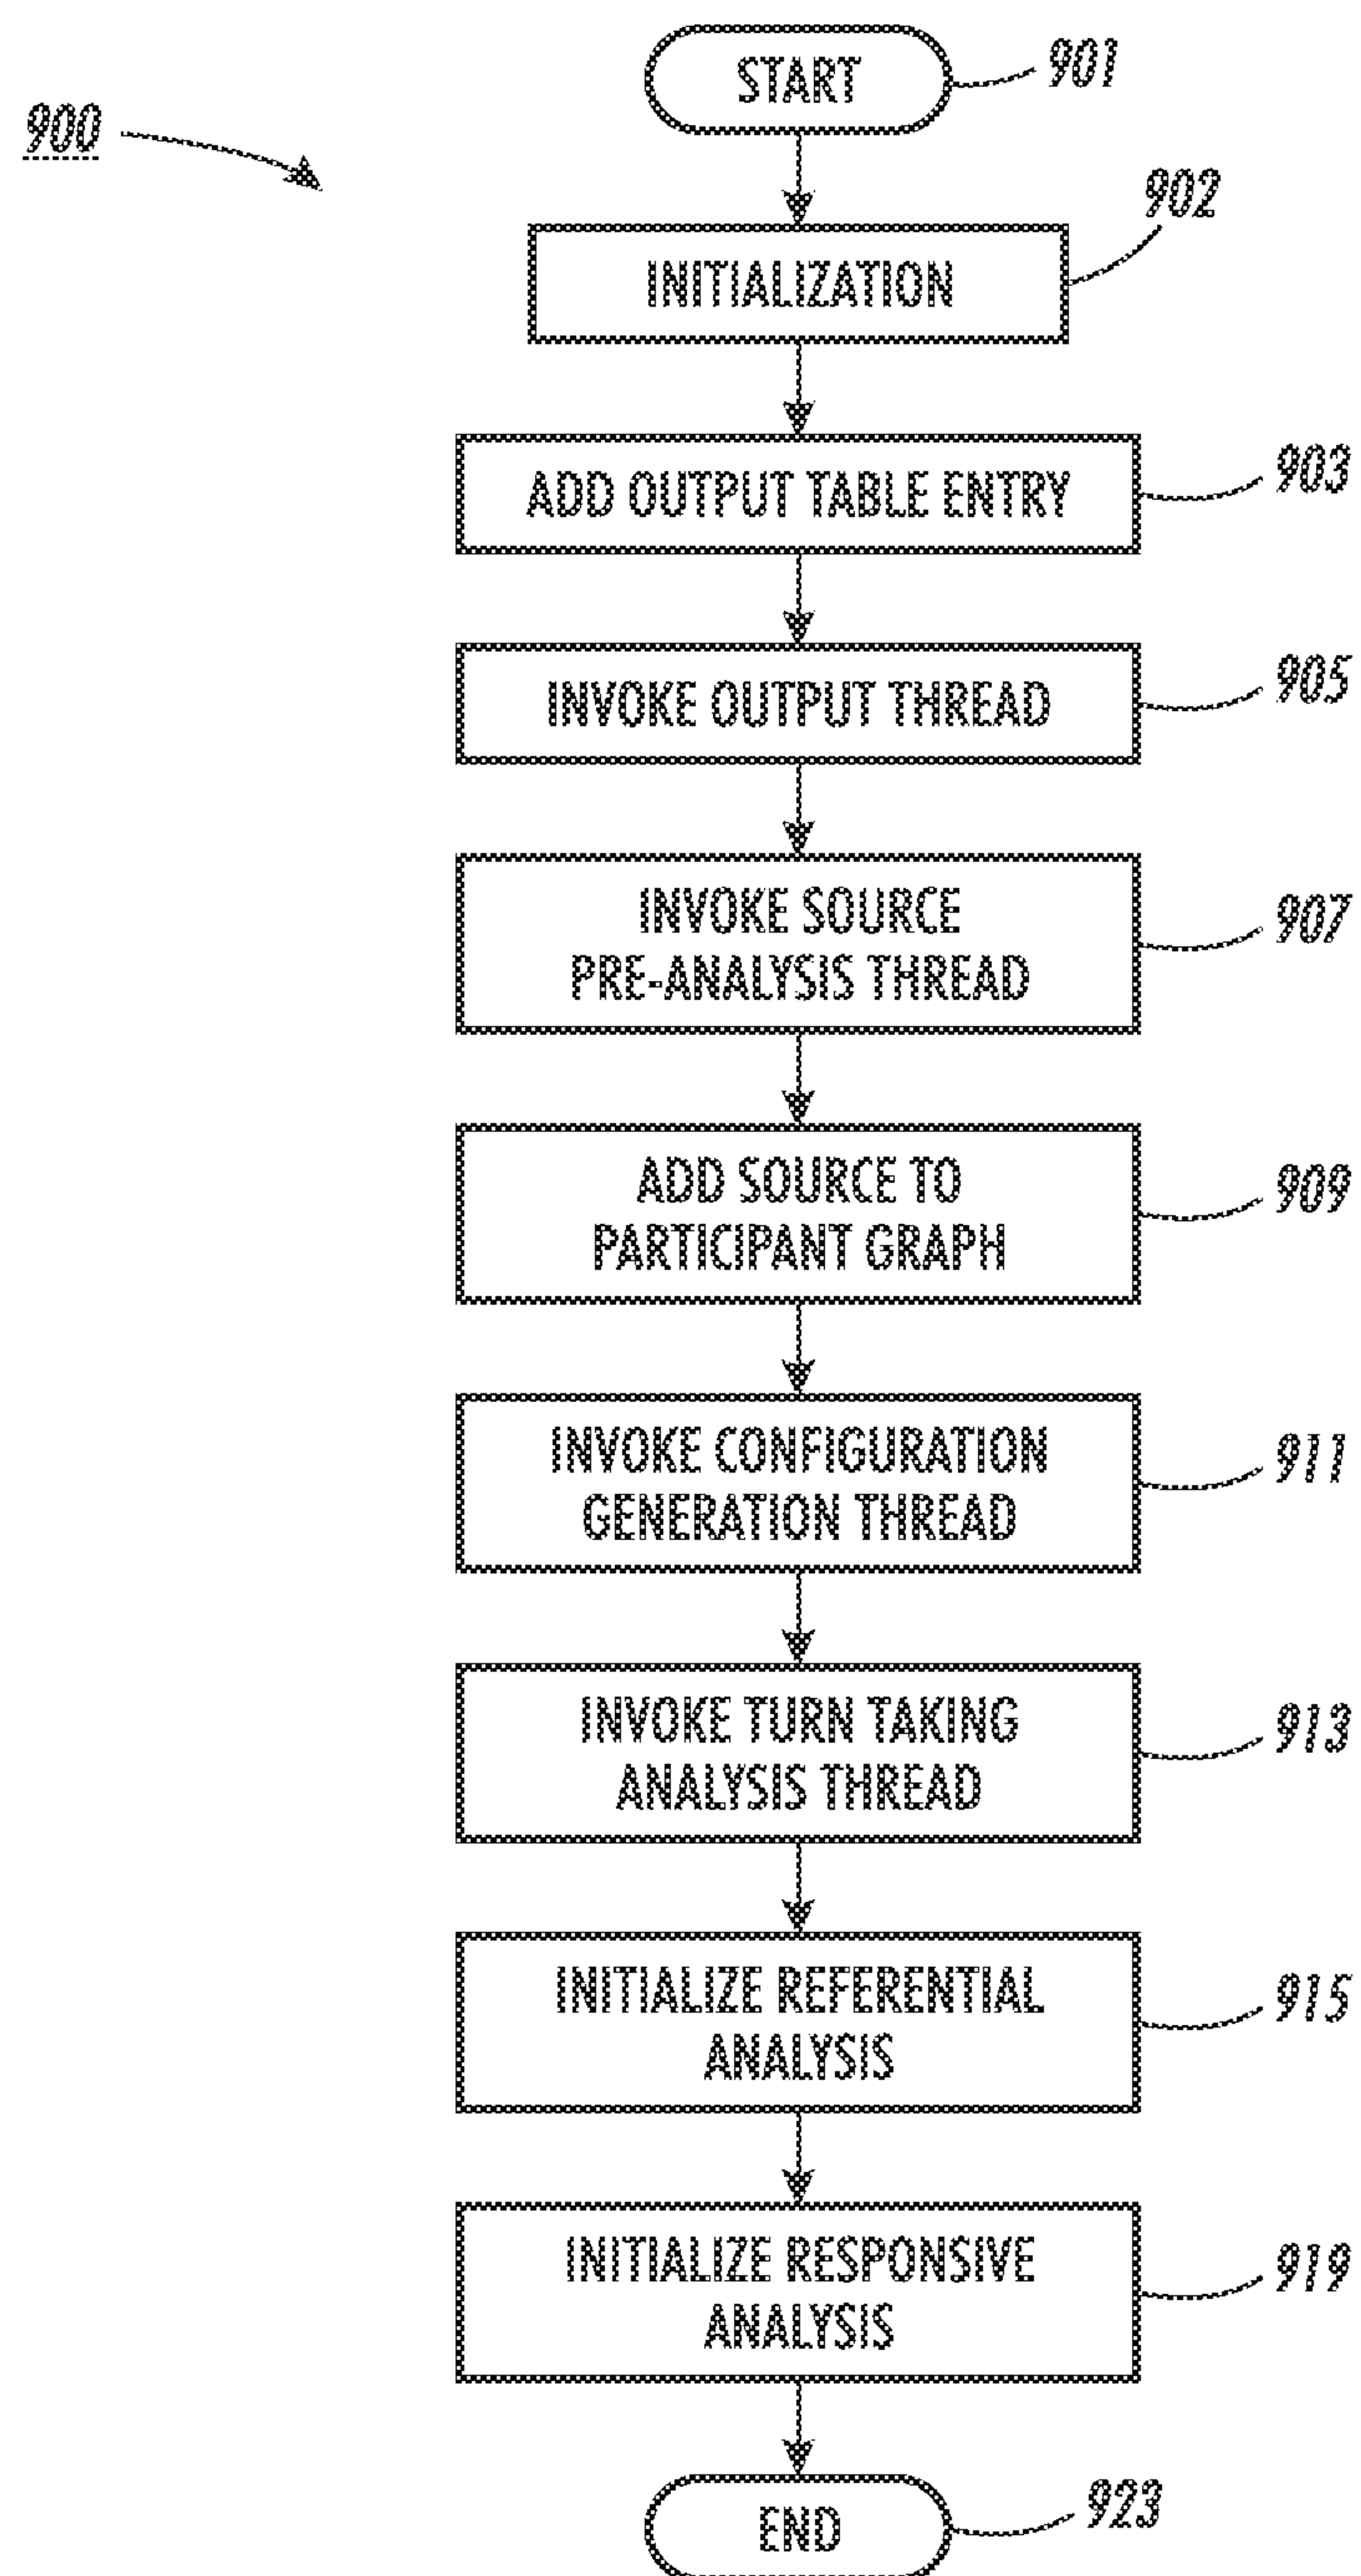 900
START
901
INITIALIZATION
902
ADD OUTPUT TABLE ENTRY
903
INVOKE OUTPUT THREAD
905
INVOKE SOURCE
PRE-ANALYSIS THREAD
907
ADD SOURCE TO
PARTICIPANT GRAPH
909
INVOKE CONFIGURATION
GENERATION THREAD
911
INVOKE TURN TAKING
ANALYSIS THREAD
913
INITIALIZE REFERENTIAL
ANALYSIS
915
INITIALIZE RESPONSIVE
ANALYSIS
919
END
923